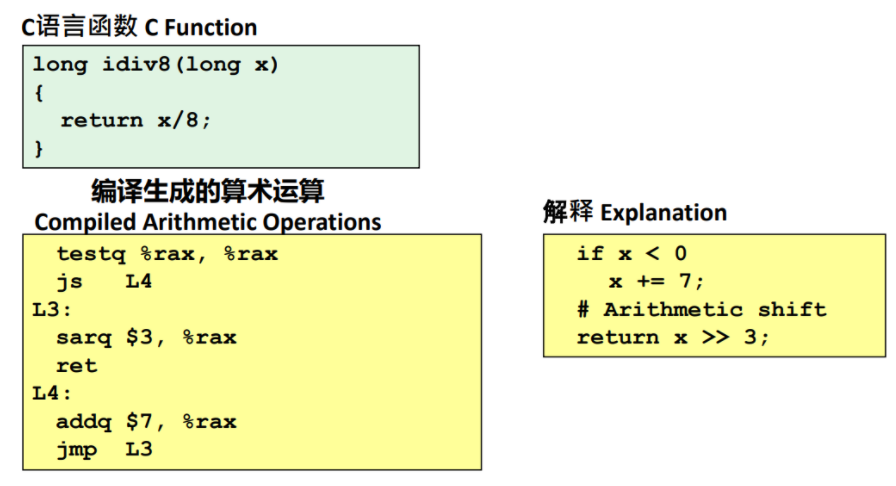 C语言函数 C Function
long idiv8(long x)
{
  return x/8;
}
编译生成的算术运算
Compiled Arithmetic Operations
  testq %rax, %rax
  js   L4
L3:
  sarq $3, %rax
  ret
L4:
  addq $7, %rax
  jmp  L3
解释 Explanation
if x < 0
  x += 7;
# Arithmetic shift
return x >> 3;